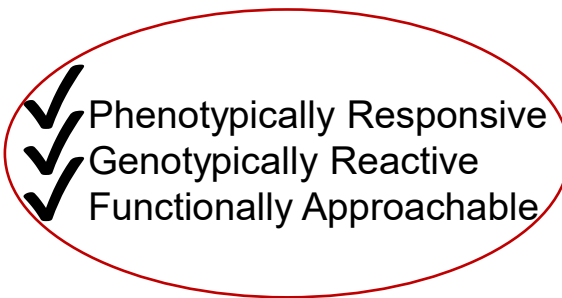 Phenotypically Responsive
Genotypically Reactive
Functionally Approachable